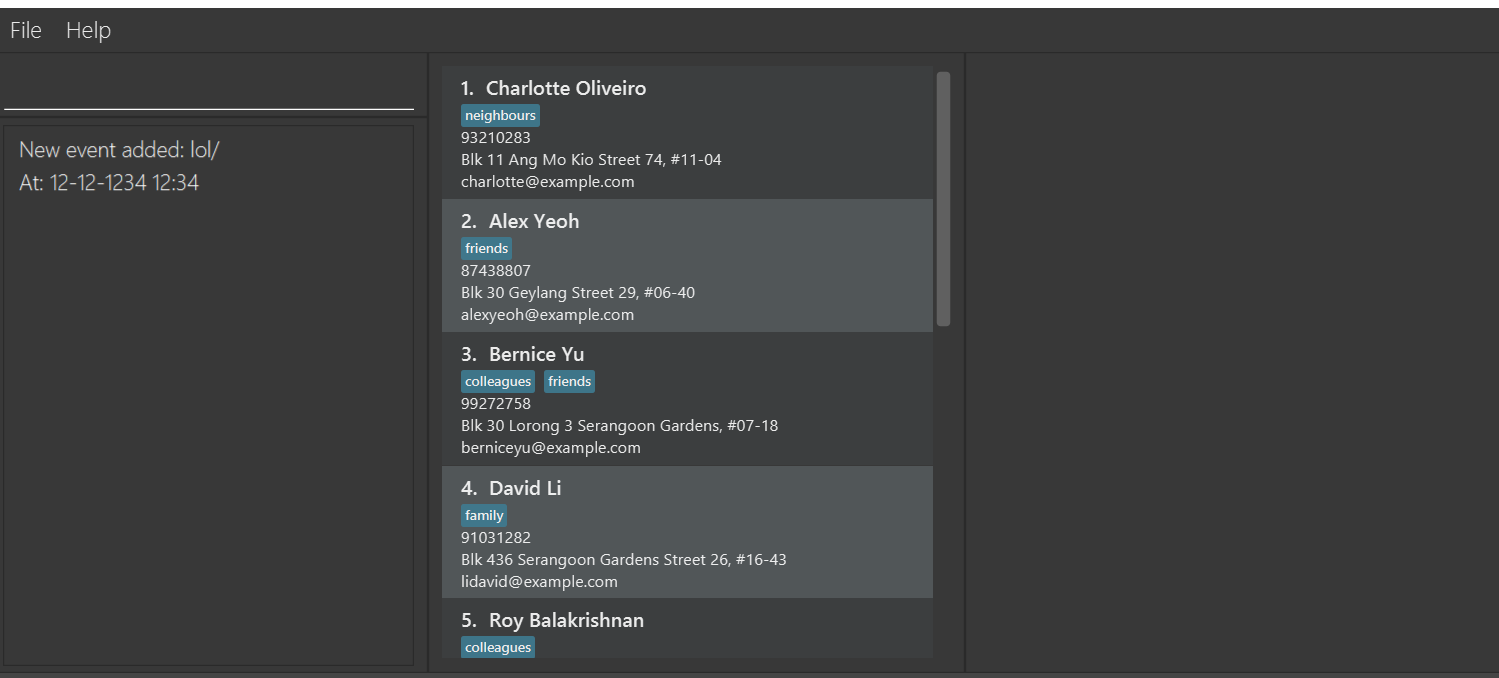 File Help
New event added: lol/
At: 12-12-1234 12:34
1. Charlotte Oliveiro
neighbours
93210283
Blk 11 Ang Mo Kio Street 74, #11-04
charlotte@example.com
2. Alex Yeoh
friends
87438807
Blk 30 Geylang Street 29, #06-40
alexyeoh@example.com
3. Bernice Yu
colleagues friends
99272758
Blk 30 Lorong 3 Serangoon Gardens, #07-18
berniceyu@example.com
4. David Li
family
91031282
Blk 436 Serangoon Gardens Street 26, #16-43
lidavid@example.com
5. Roy Balakrishnan
colleagues